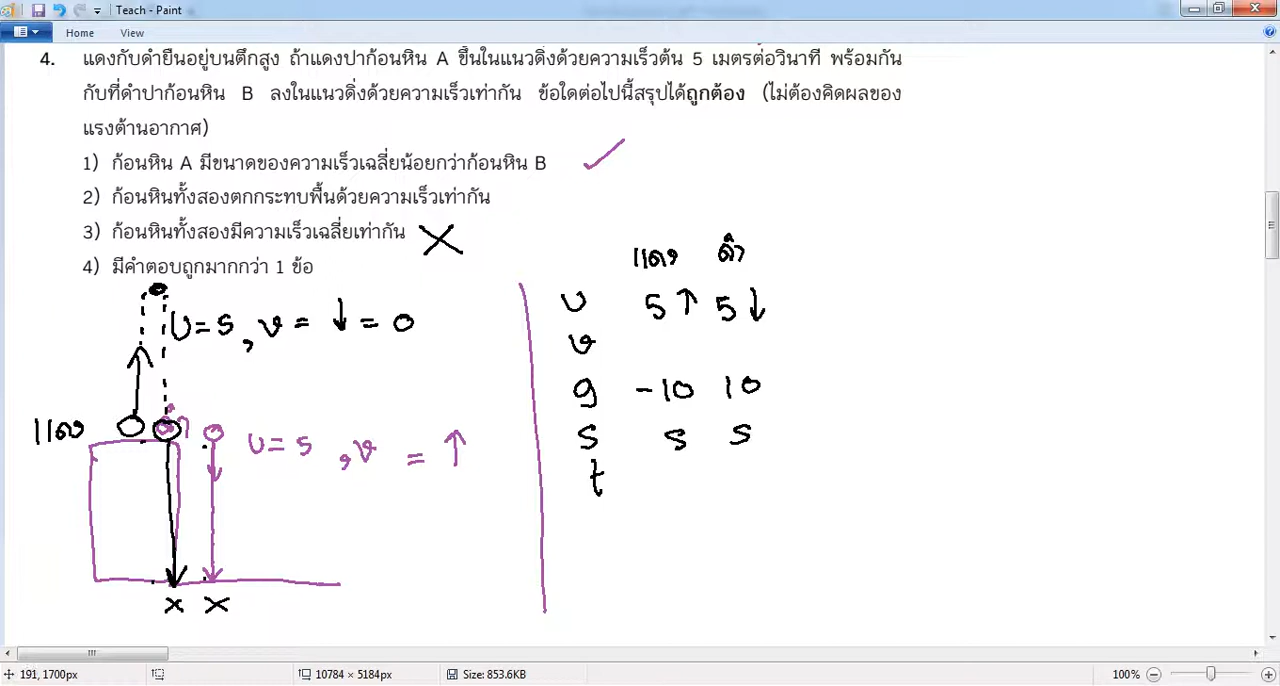 Teach - Paint
Home View
4. แดงกับดำยืนอยู่บนตึกสูง ถ้าแดงปาก้อนหิน A ขึ้นในแนวดิ่งด้วยความเร็วต้น 5 เมตรต่อวินาที พร้อมกัน
กับที่ดำปาก้อนหิน B ลงในแนวดิ่งด้วยความเร็วเท่ากัน ข้อใดต่อไปนี้สรุปได้ถูกต้อง (ไม่ต้องคิดผลของ
แรงต้านอากาศ)
1) ก้อนหิน A มีขนาดของความเร็วเฉลี่ยน้อยกว่าก้อนหิน B
2) ก้อนหินทั้งสองตกกระทบพื้นด้วยความเร็วเท่ากัน
3) ก้อนหินทั้งสองมีความเร็วเฉลี่ยเท่ากัน
4) มีคำตอบถูกมากกว่า 1 ข้อ
U = 5 , v = ↓ = 0
แดง
U = 5 , v = ↑
x x
แดง ดำ
U 5 ↑ 5 ↓
v
g -10 10
S S S
t
191, 1700px 10784 × 5184px Size: 853.6KB 100%